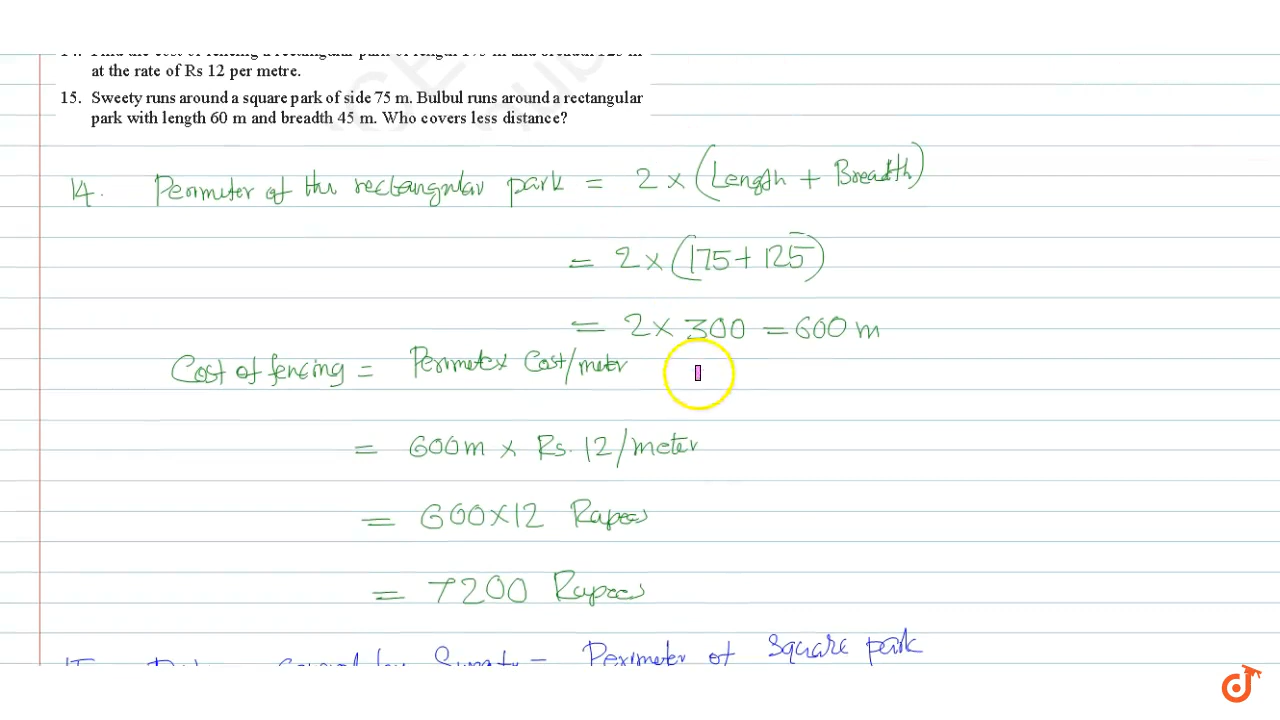 at the rate of Rs 12 per metre.
15. Sweety runs around a square park of side 75 m. Bulbul runs around a rectangular
park with length 60 m and breadth 45 m. Who covers less distance?
14. Perimeter of the rectangular park = 2 × (Length + Breadth)
= 2 × (175 + 125)
= 2 × 300 = 600 m
Cost of fencing = Perimeter × Cost/meter
= 600m × Rs. 12/meter
= 600 × 12 Rupees
= 7200 Rupees
Perimeter of square park